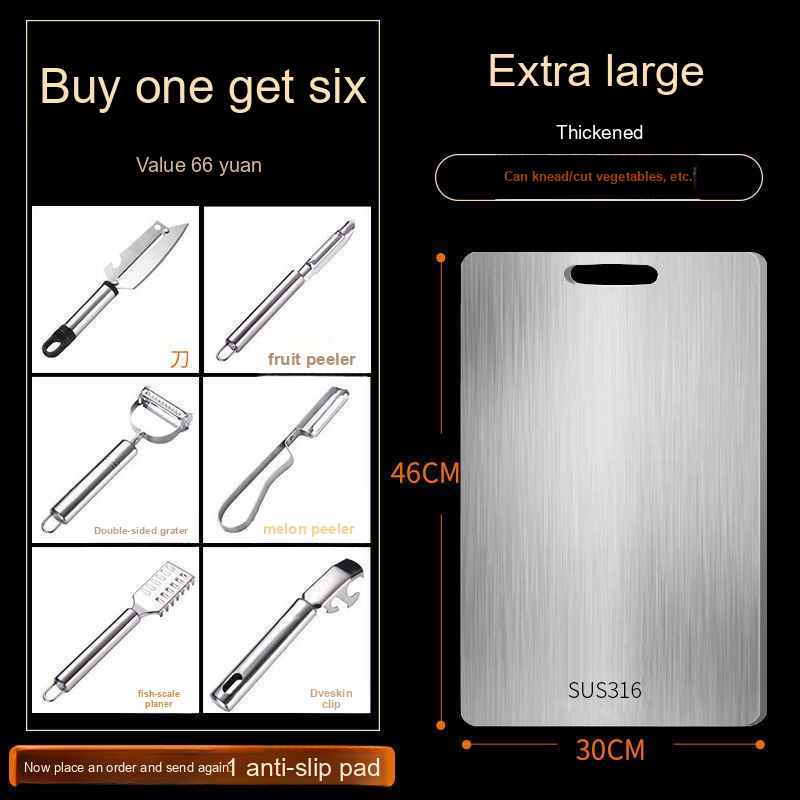 Buy one get six
Value 66 yuan
刀
fruit peeler
Double-sided grater
melon peeler
fish-scale
planer
Dveskin
clip
Now place an order and send again:
1 anti-slip pad
Extra large
Thickened
Can knead/cut vegetables, etc.
46CM
SUS316
30CM